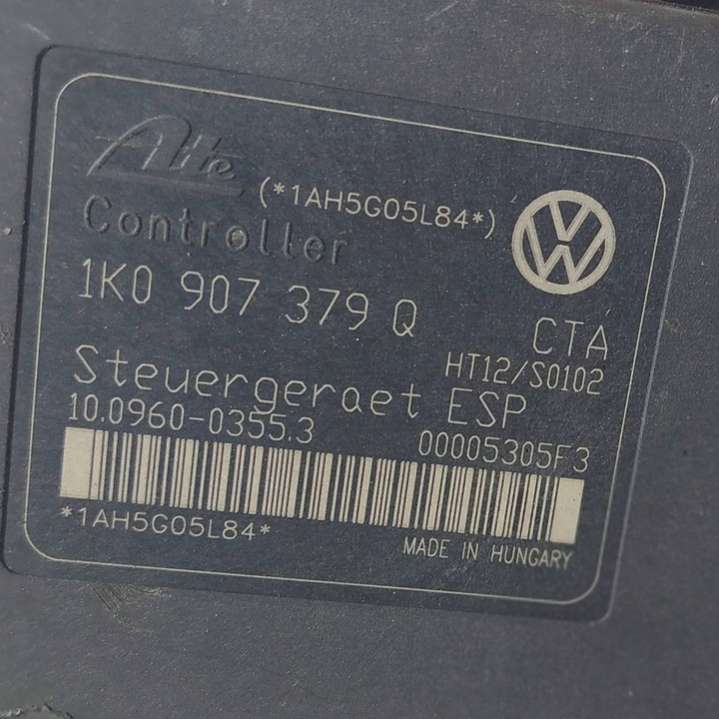 Ate
(*1AH5G05L84*)
Controller
1K0 907 379 Q
CTA
HT12/S0102
Steuergeraet ESP
10.0960-0355.3
00005305F3
*1AH5G05L84*
MADE IN HUNGARY